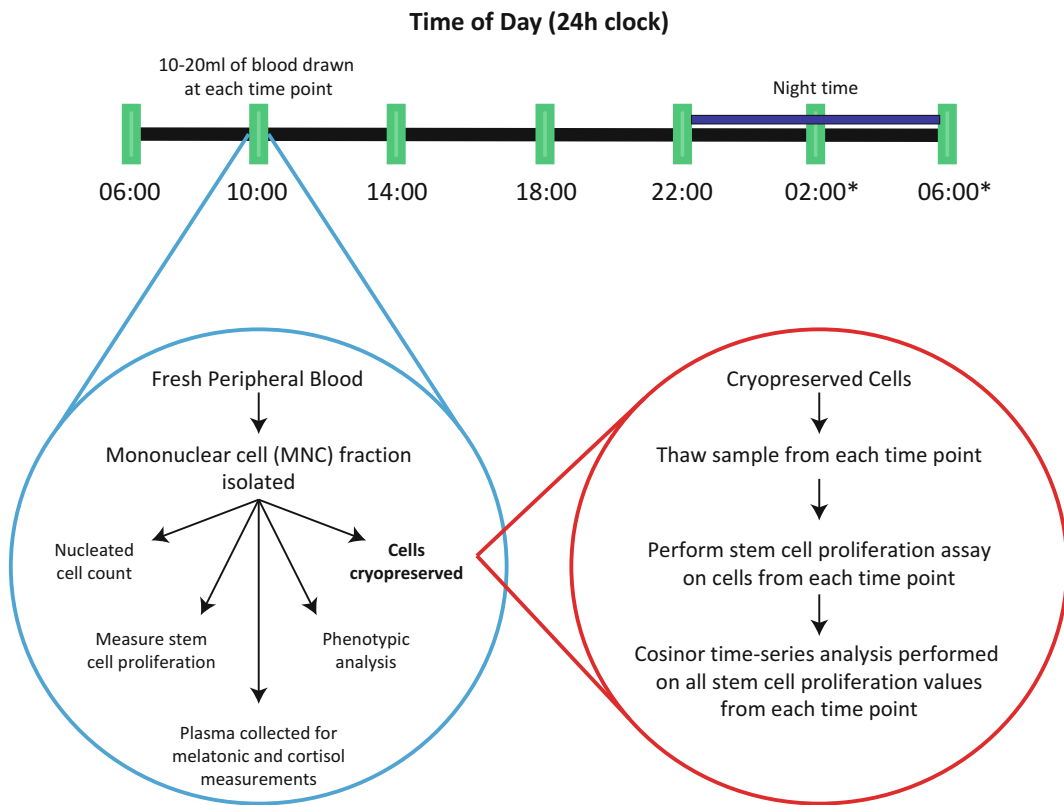 Time of Day (24h clock)
10-20ml of blood drawn
at each time point
Night time
06:00
10:00
14:00
18:00
22:00
02:00*
06:00*
Fresh Peripheral Blood
Mononuclear cell (MNC) fraction
isolated
Nucleated
cell count
Cells
cryopreserved
Measure stem
cell proliferation
Phenotypic
analysis
Plasma collected for
melatonic and cortisol
measurements
Cryopreserved Cells
Thaw sample from each time point
Perform stem cell proliferation assay
on cells from each time point
Cosinor time-series analysis performed
on all stem cell proliferation values
from each time point